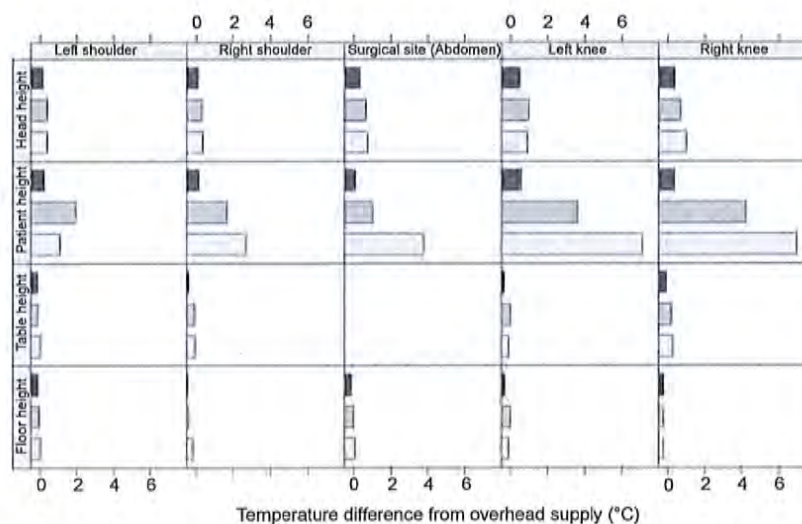 0 2 4 6 0 2 4 6
Left shoulder Right shoulder Surgical site (Abdomen) Left knee Right knee
Head height
Patient height
Table height
Floor height
0 2 4 6 0 2 4 6 0 2 4 6
Temperature difference from overhead supply (°C)